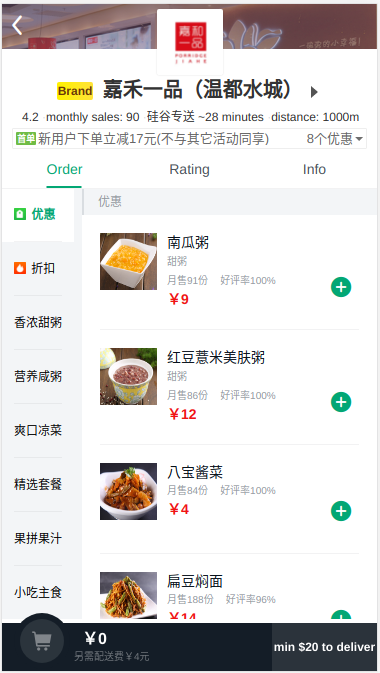 嘉和
一品
一碗粥的小幸福!
Brand 嘉禾一品（温都水城）
4.2 monthly sales: 90 硅谷专送 ~28 minutes distance: 1000m
首单 新用户下单立减17元(不与其它活动同享) 8个优惠
Order Rating Info
优惠
优惠
折扣
香浓甜粥
营养咸粥
爽口凉菜
精选套餐
果拼果汁
小吃主食
南瓜粥
甜粥
月售91份 好评率100%
￥9
红豆薏米美肤粥
甜粥
月售86份 好评率100%
￥12
八宝酱菜
月售84份 好评率100%
￥4
扁豆焖面
月售188份 好评率96%
￥14
￥0
另需配送费￥4元
min $20 to deliver